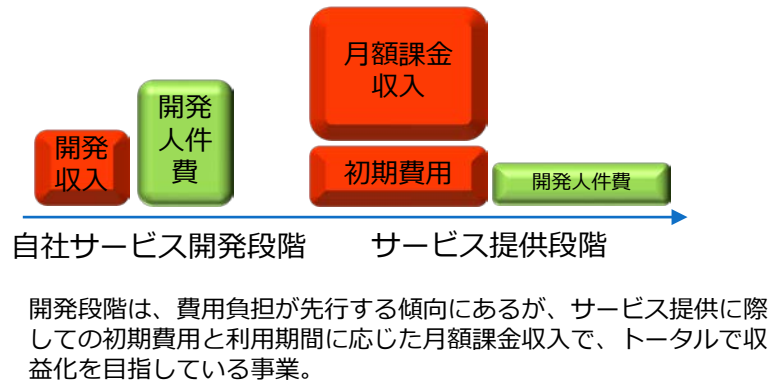 開発
収入
開発
人件
費
月額課金
収入
初期費用
開発人件費
自社サービス開発段階
サービス提供段階
開発段階は、費用負担が先行する傾向にあるが、サービス提供に際
しての初期費用と利用期間に応じた月額課金収入で、トータルで収
益化を目指している事業。